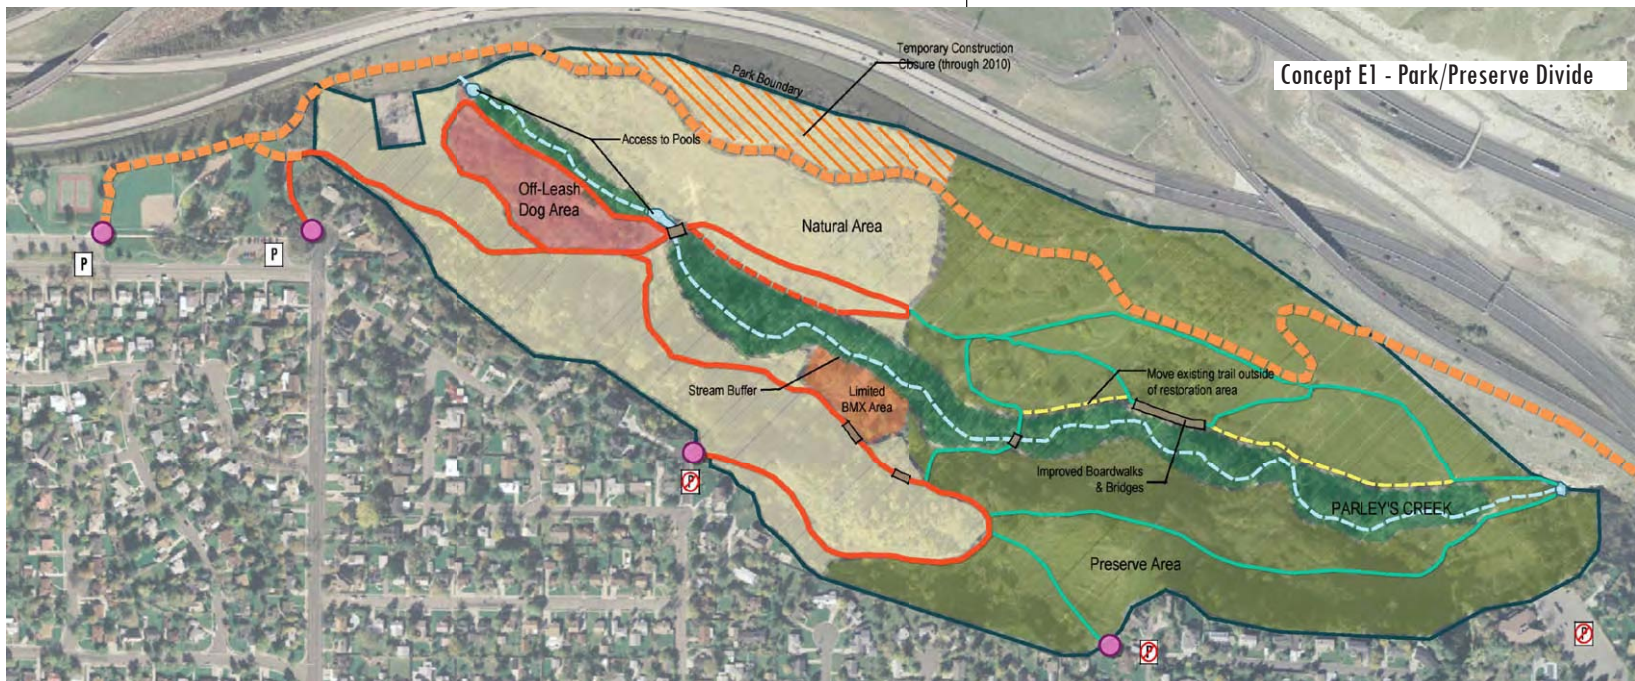 Concept E1 - Park/Preserve Divide
Temporary Construction
Closure (through 2010)
Park Boundary
Access to Pools
Off-Leash
Dog Area
Natural Area
P
P
Stream Buffer
Limited
BMX Area
Move existing trail outside
of restoration area
Improved Boardwalks
& Bridges
PARLEY'S CREEK
Preserve Area
P
P
P